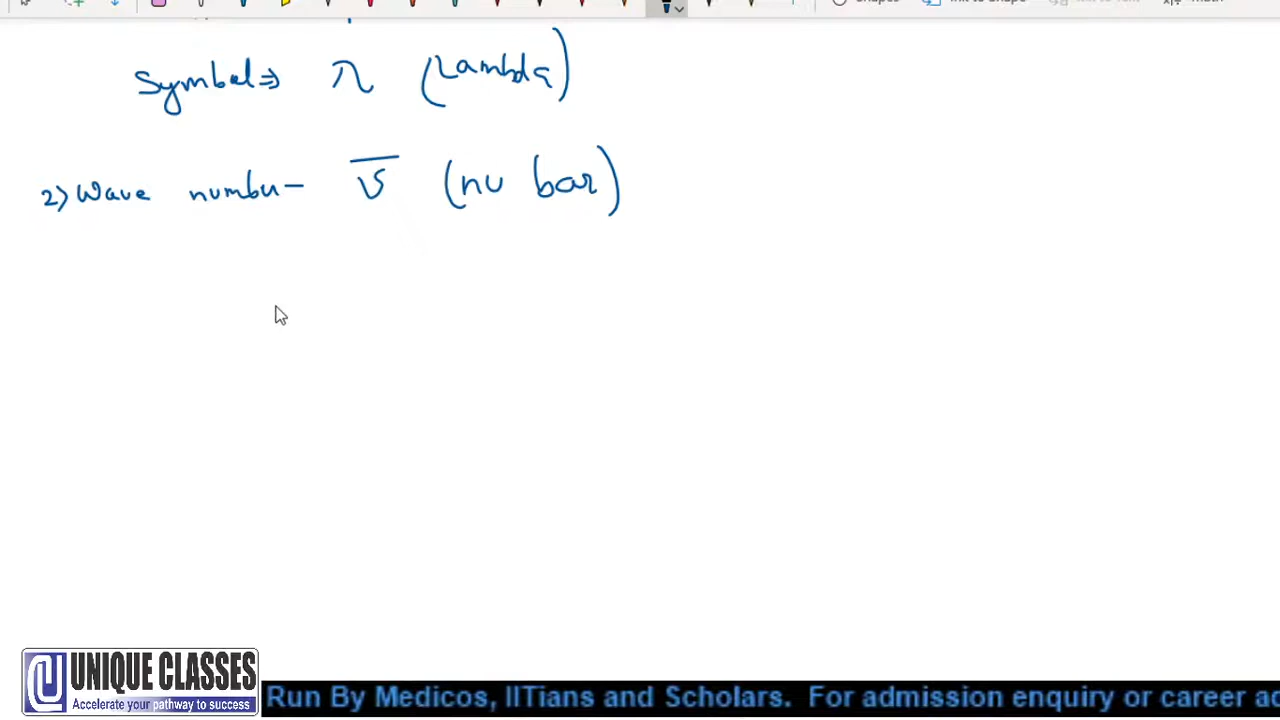 Symbol ⇒ λ (Lambda)
2) Wave number - ν̅ (nu bar)
UNIQUE CLASSES
Accelerate your pathway to success
Run By Medicos, IITians and Scholars. For admission enquiry or career